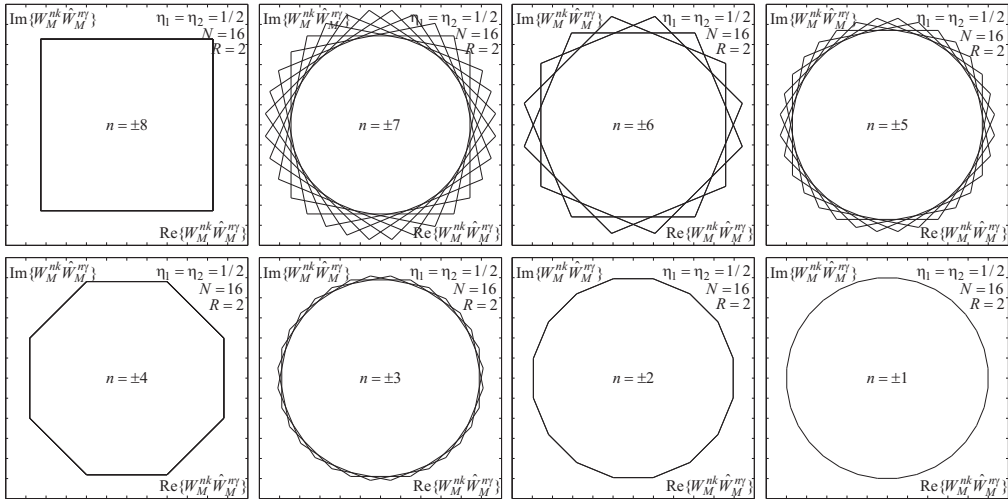 Im{W_M^{nk} Ŵ_M^{nγ}} η₁ = η₂ = 1/2
N = 16
R = 2
n = ±8
Re{W_M^{nk} Ŵ_M^{nγ}}
Im{W_M^{nk} Ŵ_M^{nγ}} η₁ = η₂ = 1/2
N = 16
R = 2
n = ±7
Re{W_M^{nk} Ŵ_M^{nγ}}
Im{W_M^{nk} Ŵ_M^{nγ}} η₁ = η₂ = 1/2
N = 16
R = 2
n = ±6
Re{W_M^{nk} Ŵ_M^{nγ}}
Im{W_M^{nk} Ŵ_M^{nγ}} η₁ = η₂ = 1/2
N = 16
R = 2
n = ±5
Re{W_M^{nk} Ŵ_M^{nγ}}
Im{W_M^{nk} Ŵ_M^{nγ}} η₁ = η₂ = 1/2
N = 16
R = 2
n = ±4
Re{W_M^{nk} Ŵ_M^{nγ}}
Im{W_M^{nk} Ŵ_M^{nγ}} η₁ = η₂ = 1/2
N = 16
R = 2
n = ±3
Re{W_M^{nk} Ŵ_M^{nγ}}
Im{W_M^{nk} Ŵ_M^{nγ}} η₁ = η₂ = 1/2
N = 16
R = 2
n = ±2
Re{W_M^{nk} Ŵ_M^{nγ}}
Im{W_M^{nk} Ŵ_M^{nγ}} η₁ = η₂ = 1/2
N = 16
R = 2
n = ±1
Re{W_M^{nk} Ŵ_M^{nγ}}